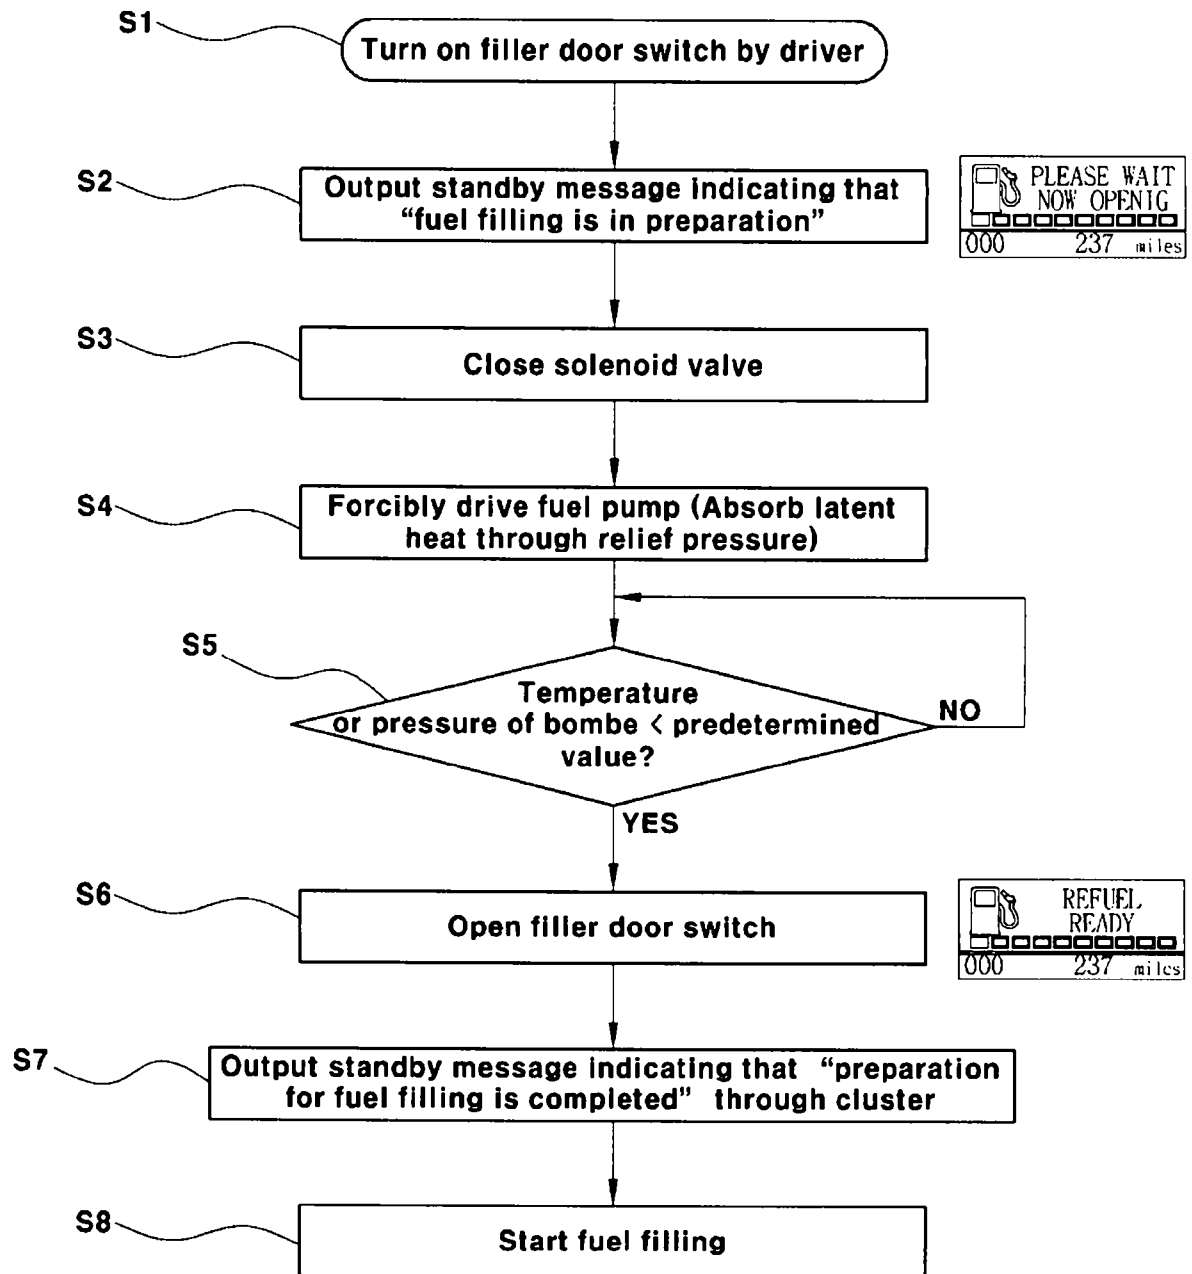 S1
Turn on filler door switch by driver
S2
Output standby message indicating that
“fuel filling is in preparation”
PLEASE WAIT
NOW OPENIG
000 237 miles
S3
Close solenoid valve
S4
Forcibly drive fuel pump (Absorb latent
heat through relief pressure)
S5
Temperature
or pressure of bombe < predetermined
value?
NO
YES
S6
Open filler door switch
REFUEL
READY
000 237 miles
S7
Output standby message indicating that “preparation
for fuel filling is completed” through cluster
S8
Start fuel filling